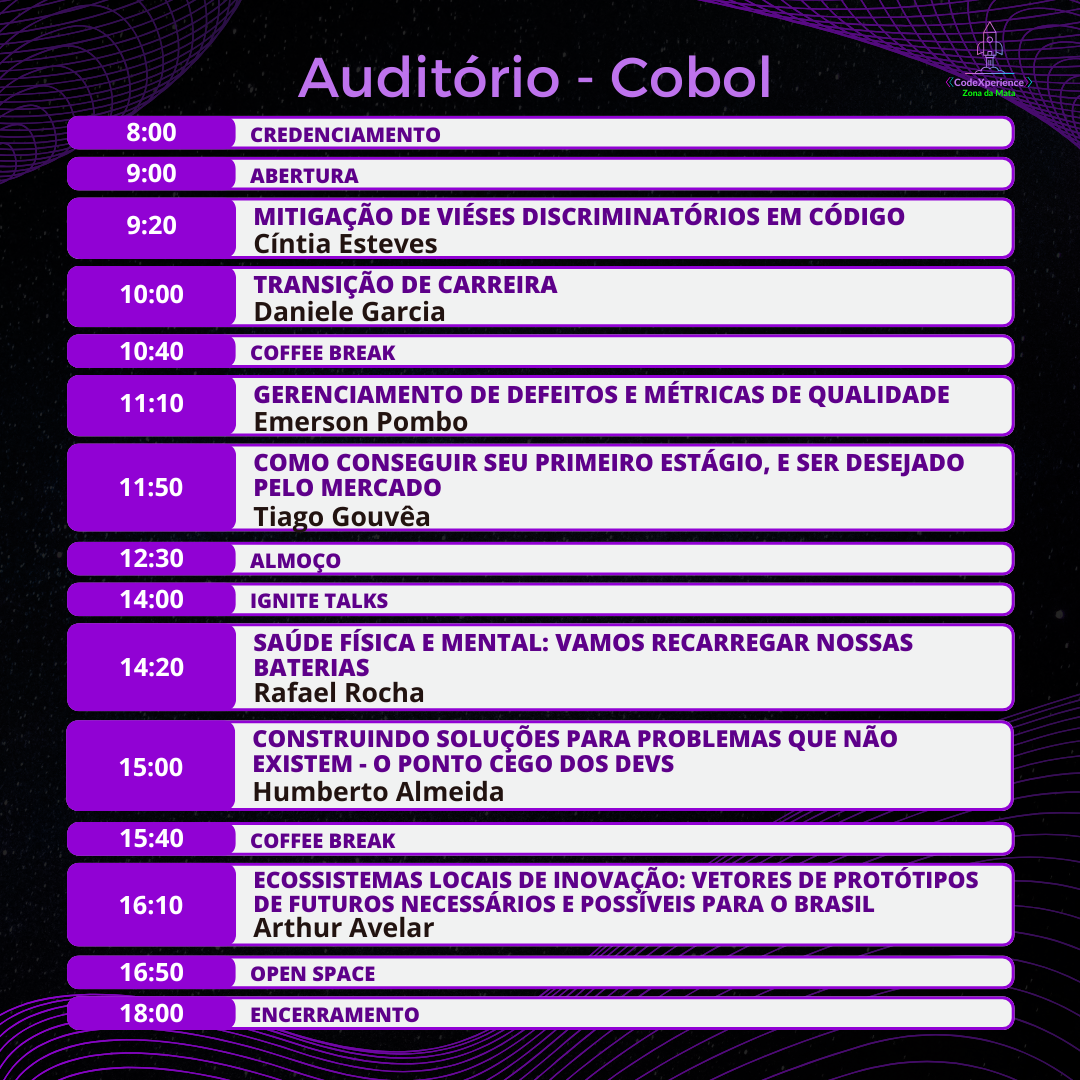 Auditório - Cobol
CodeXperience
Zona da Mata
8:00 CREDENCIAMENTO
9:00 ABERTURA
9:20 MITIGAÇÃO DE VIÉSES DISCRIMINATÓRIOS EM CÓDIGO
Cíntia Esteves
10:00 TRANSIÇÃO DE CARREIRA
Daniele Garcia
10:40 COFFEE BREAK
11:10 GERENCIAMENTO DE DEFEITOS E MÉTRICAS DE QUALIDADE
Emerson Pombo
11:50 COMO CONSEGUIR SEU PRIMEIRO ESTÁGIO, E SER DESEJADO
PELO MERCADO
Tiago Gouvêa
12:30 ALMOÇO
14:00 IGNITE TALKS
14:20 SAÚDE FÍSICA E MENTAL: VAMOS RECARREGAR NOSSAS
BATERIAS
Rafael Rocha
15:00 CONSTRUINDO SOLUÇÕES PARA PROBLEMAS QUE NÃO
EXISTEM - O PONTO CEGO DOS DEVS
Humberto Almeida
15:40 COFFEE BREAK
16:10 ECOSSISTEMAS LOCAIS DE INOVAÇÃO: VETORES DE PROTÓTIPOS
DE FUTUROS NECESSÁRIOS E POSSÍVEIS PARA O BRASIL
Arthur Avelar
16:50 OPEN SPACE
18:00 ENCERRAMENTO